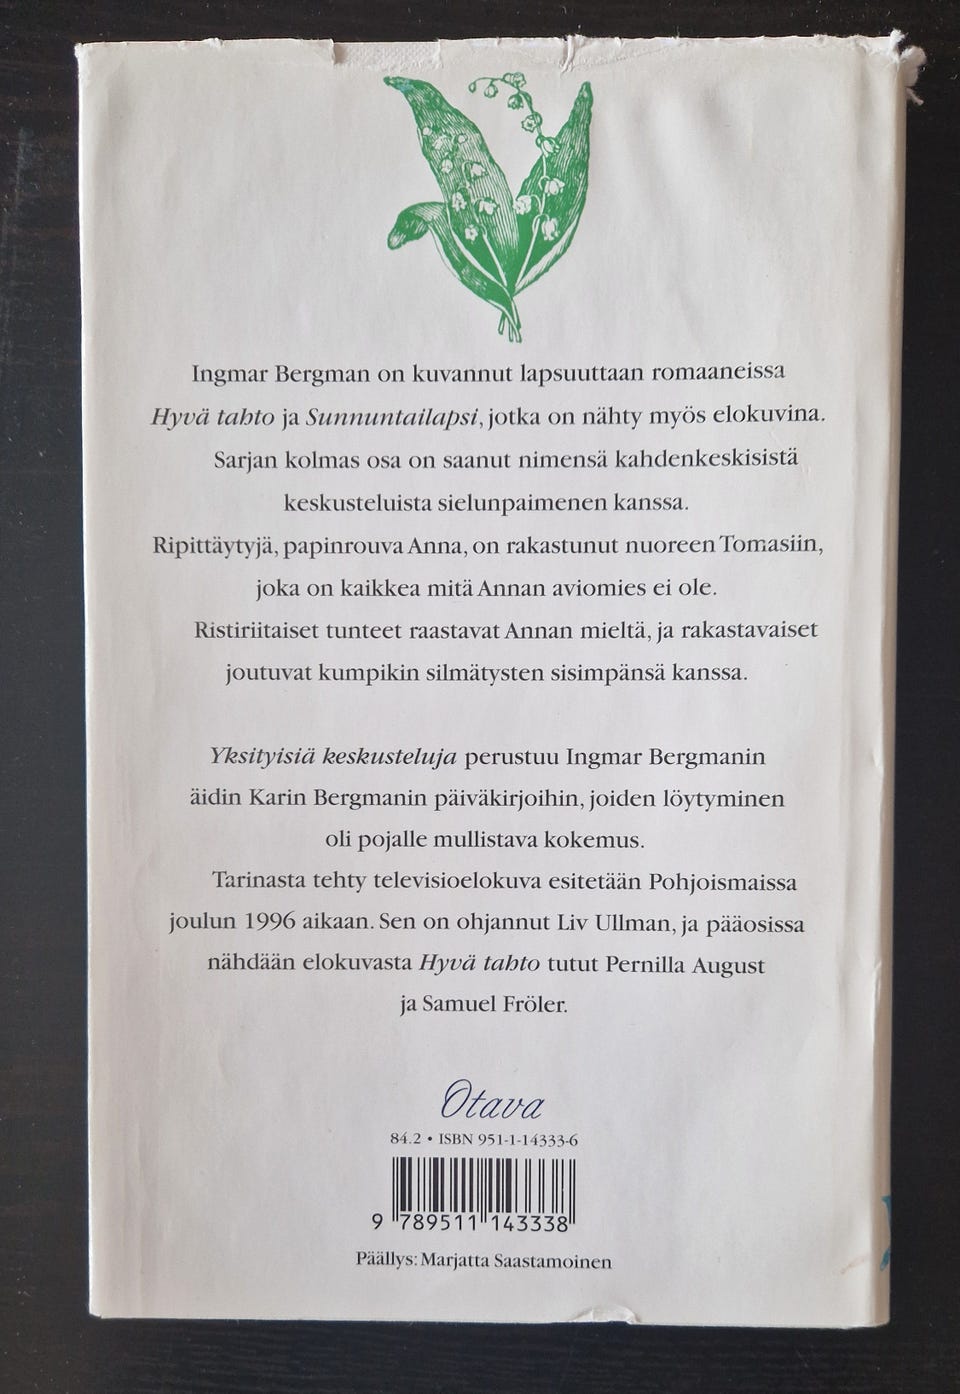 Ingmar Bergman on kuvannut lapsuuttaan romaaneissa
Hyvä tahto ja Sunnuntailapsi, jotka on nähty myös elokuvina.
Sarjan kolmas osa on saanut nimensä kahdenkeskisistä
keskusteluista sielunpaimenen kanssa.
Ripittäytyjä, papinrouva Anna, on rakastunut nuoreen Tomasiin,
joka on kaikkea mitä Annan aviomies ei ole.
Ristiriitaiset tunteet raastavat Annan mieltä, ja rakastavaiset
joutuvat kumpikin silmätysten sisimpänsä kanssa.
Yksityisiä keskusteluja perustuu Ingmar Bergmanin
äidin Karin Bergmanin päiväkirjoihin, joiden löytyminen
oli pojalle mullistava kokemus.
Tarinasta tehty televisioelokuva esitetään Pohjoismaissa
joulun 1996 aikaan. Sen on ohjannut Liv Ullman, ja pääosissa
nähdään elokuvasta Hyvä tahto tutut Pernilla August
ja Samuel Fröler.
Otava
84.2 • ISBN 951-1-14333-6
9 789511 143338
Päällys: Marjatta Saastamoinen